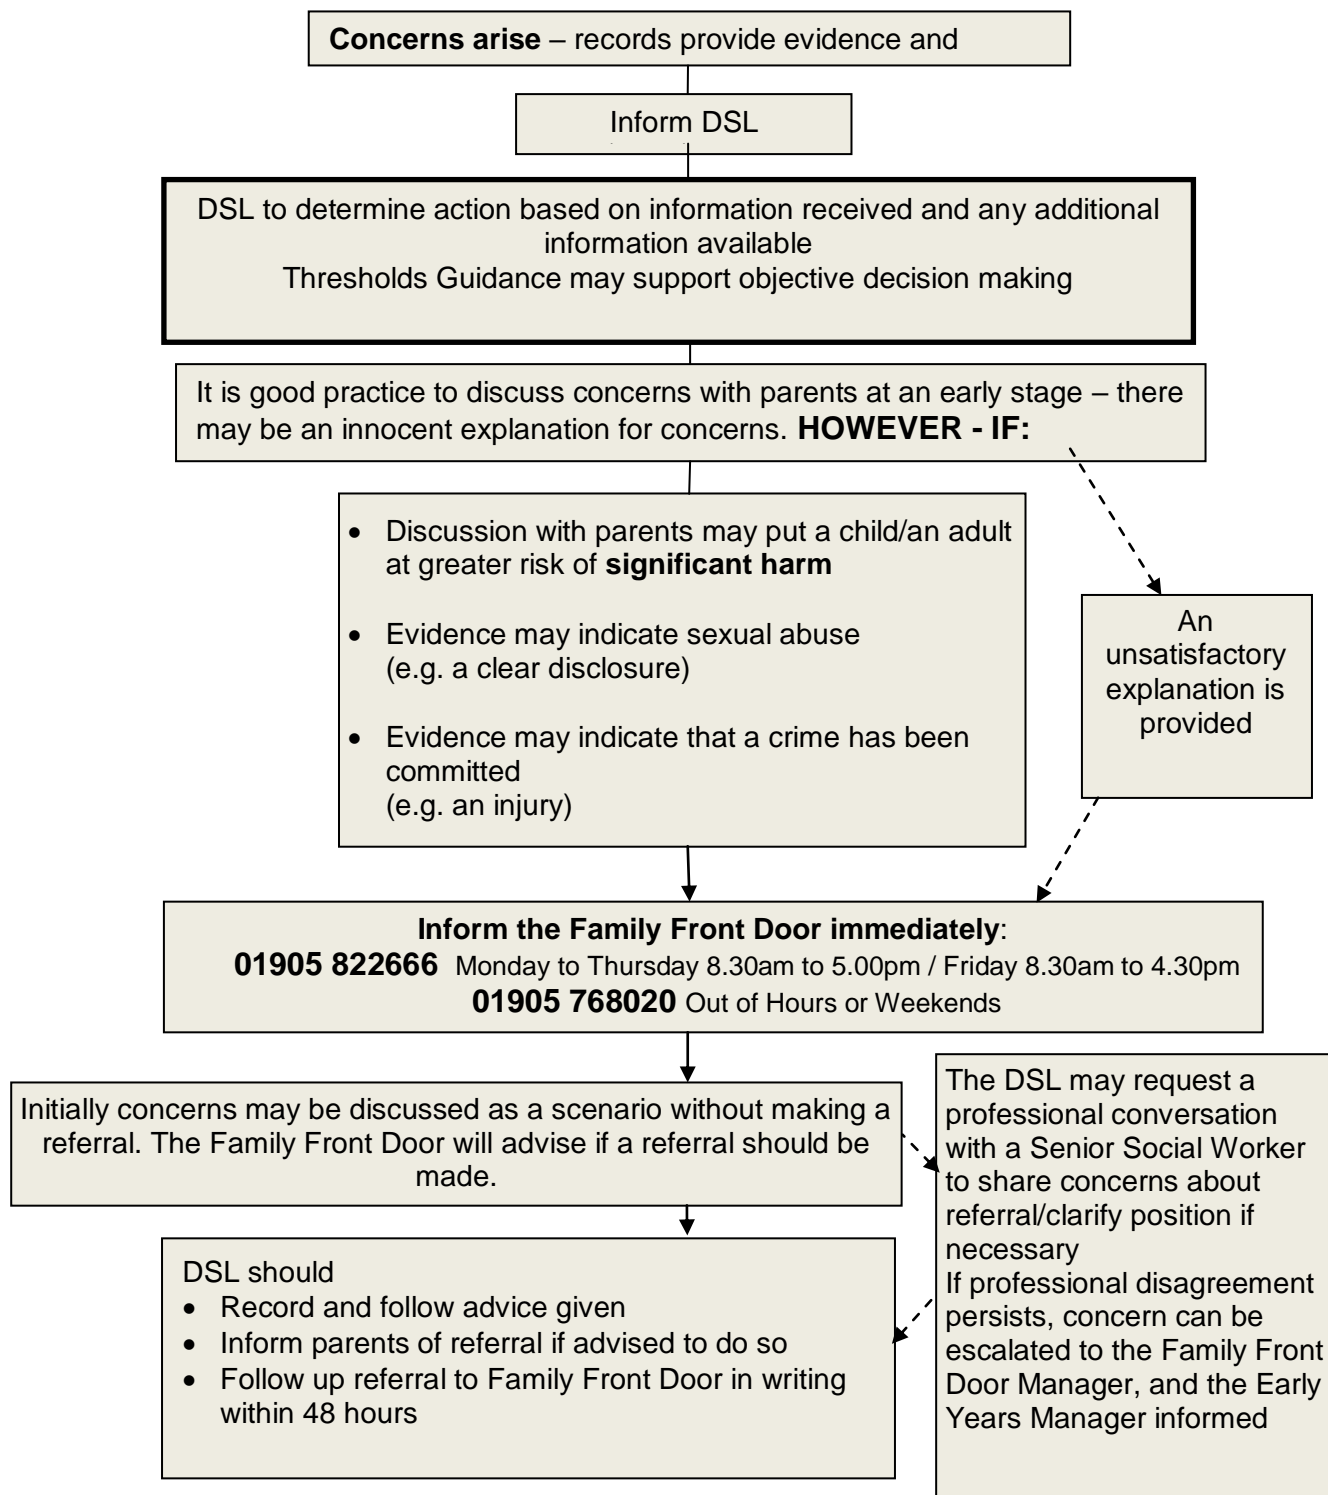 Concerns arise – records provide evidence and
Inform DSL
DSL to determine action based on information received and any additional
information available
Thresholds Guidance may support objective decision making
It is good practice to discuss concerns with parents at an early stage – there
may be an innocent explanation for concerns. HOWEVER - IF:
• Discussion with parents may put a child/an adult
at greater risk of significant harm
• Evidence may indicate sexual abuse
(e.g. a clear disclosure)
• Evidence may indicate that a crime has been
committed
(e.g. an injury)
An
unsatisfactory
explanation is
provided
Inform the Family Front Door immediately:
01905 822666 Monday to Thursday 8.30am to 5.00pm / Friday 8.30am to 4.30pm
01905 768020 Out of Hours or Weekends
Initially concerns may be discussed as a scenario without making a
referral. The Family Front Door will advise if a referral should be
made.
The DSL may request a
professional conversation
with a Senior Social Worker
to share concerns about
referral/clarify position if
necessary
If professional disagreement
persists, concern can be
escalated to the Family Front
Door Manager, and the Early
Years Manager informed
DSL should
• Record and follow advice given
• Inform parents of referral if advised to do so
• Follow up referral to Family Front Door in writing
within 48 hours